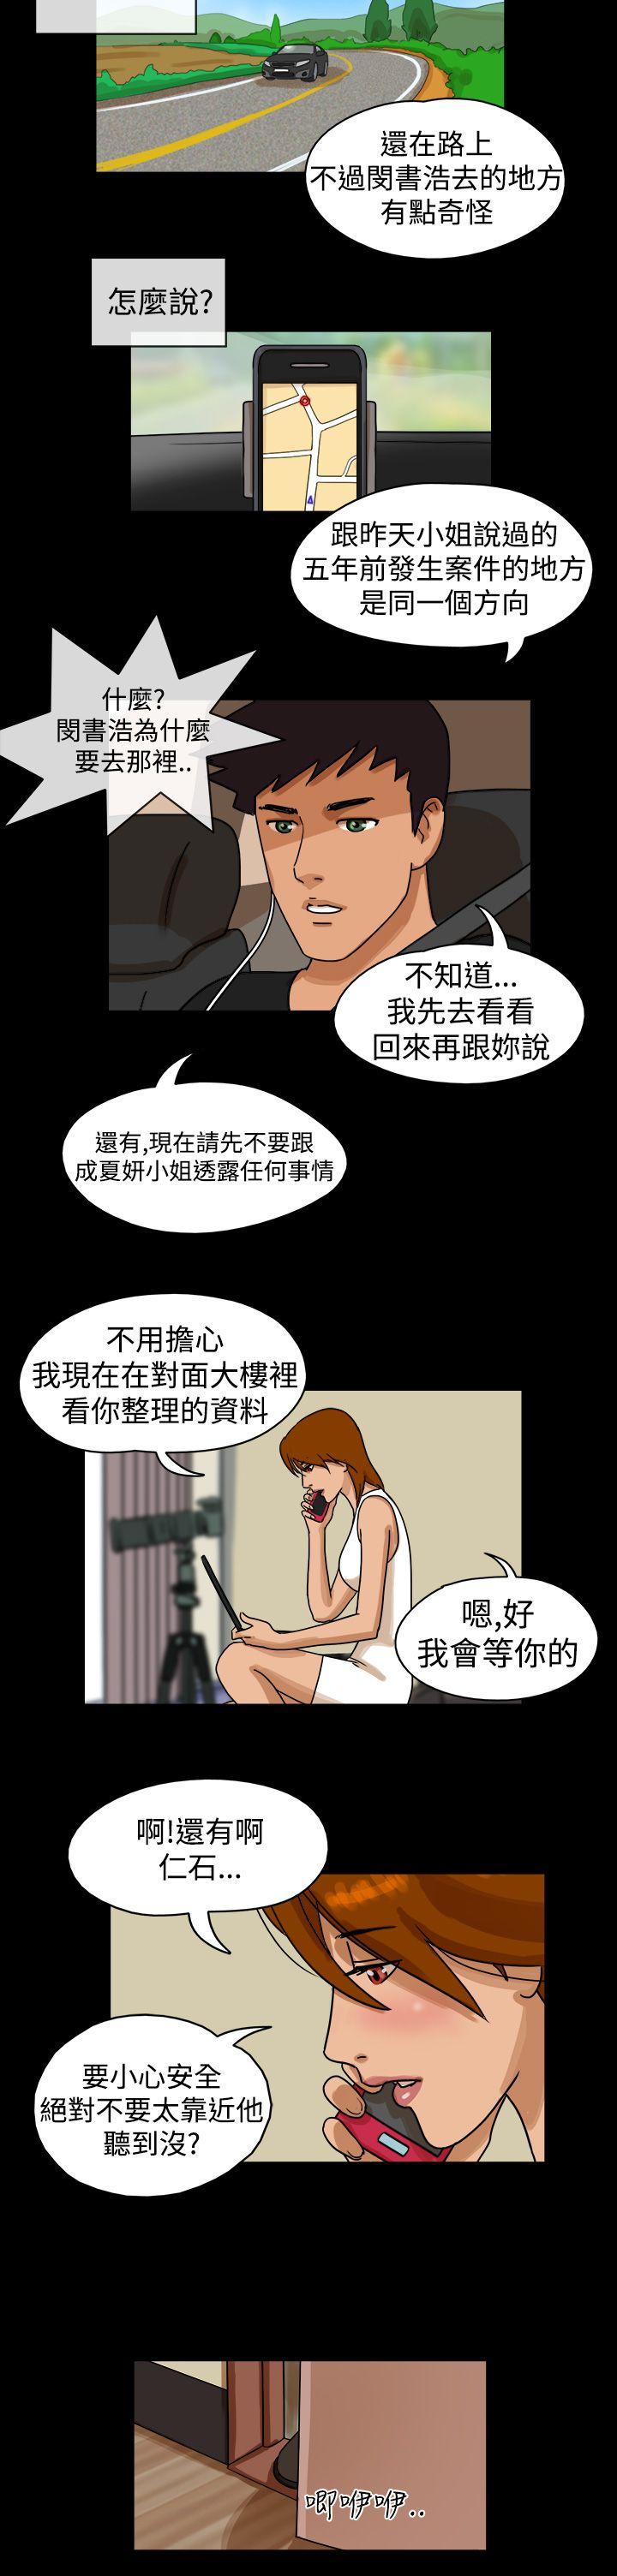 還在路上
不過閔書浩去的地方
有點奇怪
怎麼說?
跟昨天小姐說過的
五年前發生案件的地方
是同一個方向
什麼?
閔書浩為什麼
要去那裡..
不知道...
我先去看看
回來再跟妳說
還有,現在請先不要跟
成夏妍小姐透露任何事情
不用擔心
我現在在對面大樓裡
看你整理的資料
嗯,好
我會等你的
啊!還有啊
仁石...
要小心安全
絕對不要太靠近他
聽到沒?
唧咿咿..